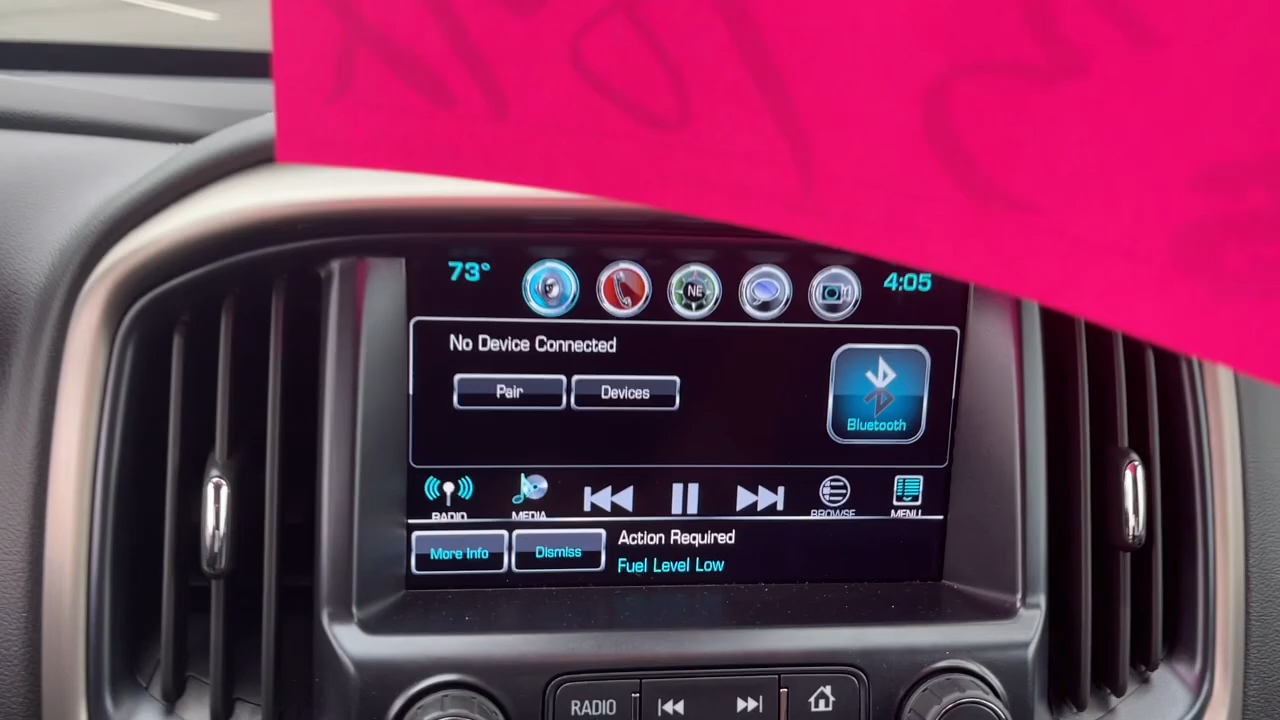 73° NE 4:05
No Device Connected
Pair Devices
Bluetooth
RADIO MEDIA BROWSE MENU
More Info Dismiss
Action Required
Fuel Level Low
RADIO